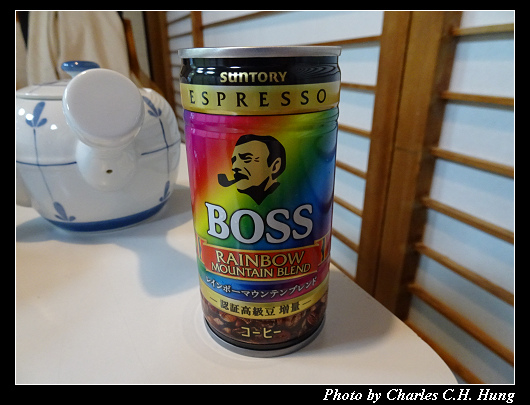 SUNTORY
ESPRESSO
BOSS
RAINBOW
MOUNTAIN BLEND
レインボーマウンテンブレンド
認証高級豆 増量
コーヒー
Photo by Charles C.H. Hung